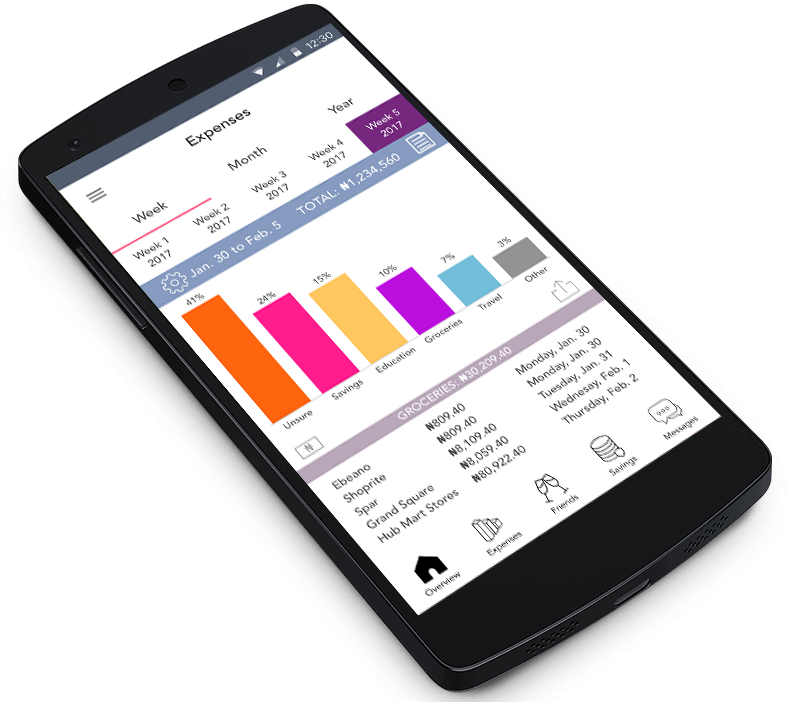 12:30
Expenses
Week
Month
Year
Week 1
2017
Week 2
2017
Week 3
2017
Week 4
2017
Week 5
2017
Jan. 30 to Feb. 5
TOTAL: ₦1,234,560
41%
24%
15%
10%
7%
3%
Unsure
Savings
Education
Groceries
Travel
Other
₦
GROCERIES: ₦30,209.40
Ebeano ₦809.40 Monday, Jan. 30
Shoprite ₦809.40 Monday, Jan. 30
Spar ₦8,109.40 Tuesday, Jan. 31
Grand Square ₦8,059.40 Wednesay, Feb. 1
Hub Mart Stores ₦80,922.40 Thursday, Feb. 2
Overview
Expenses
Friends
Savings
Messages